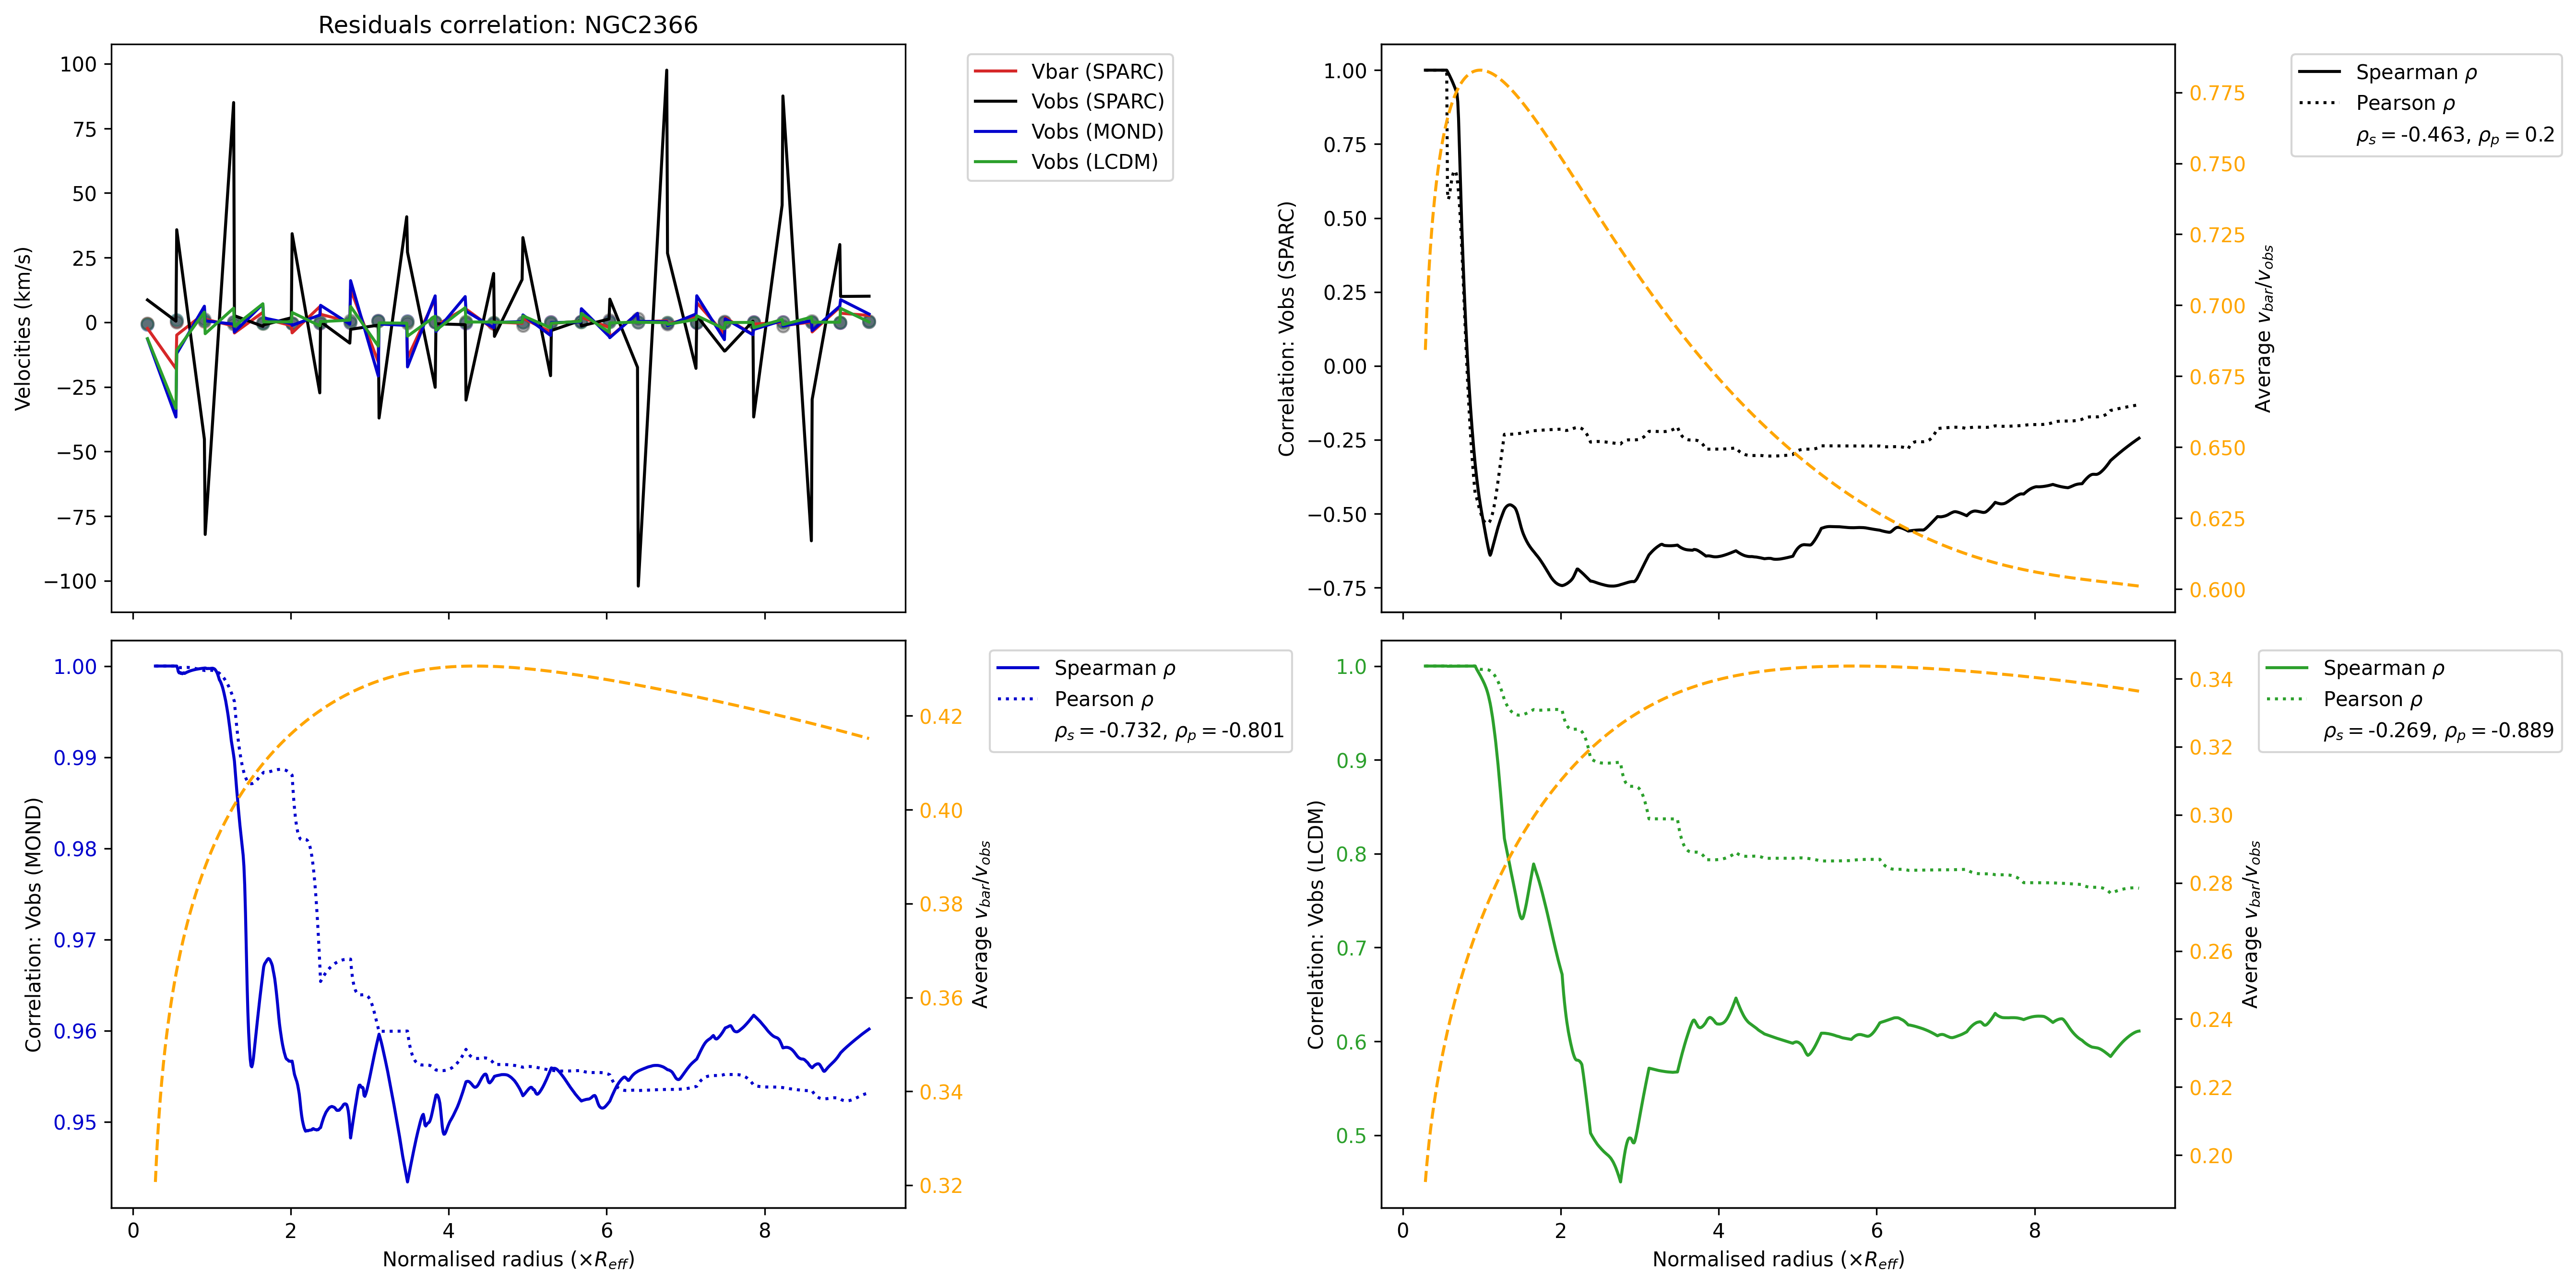 Residuals correlation: NGC2366
Velocities (km/s)
100
75
50
25
0
−25
−50
−75
−100
Vbar (SPARC)
Vobs (SPARC)
Vobs (MOND)
Vobs (LCDM)
Correlation: Vobs (SPARC)
1.00
0.75
0.50
0.25
0.00
−0.25
−0.50
−0.75
0.775
0.750
0.725
0.700
0.675
0.650
0.625
0.600
Average v_bar/v_obs
Spearman ρ
Pearson ρ
ρ_s = -0.463, ρ_p = 0.2
Correlation: Vobs (MOND)
1.00
0.99
0.98
0.97
0.96
0.95
0.42
0.40
0.38
0.36
0.34
0.32
Average v_bar/v_obs
0 2 4 6 8
Normalised radius (×R_eff)
Spearman ρ
Pearson ρ
ρ_s = -0.732, ρ_p = -0.801
Correlation: Vobs (LCDM)
1.0
0.9
0.8
0.7
0.6
0.5
0.34
0.32
0.30
0.28
0.26
0.24
0.22
0.20
Average v_bar/v_obs
0 2 4 6 8
Normalised radius (×R_eff)
Spearman ρ
Pearson ρ
ρ_s = -0.269, ρ_p = -0.889